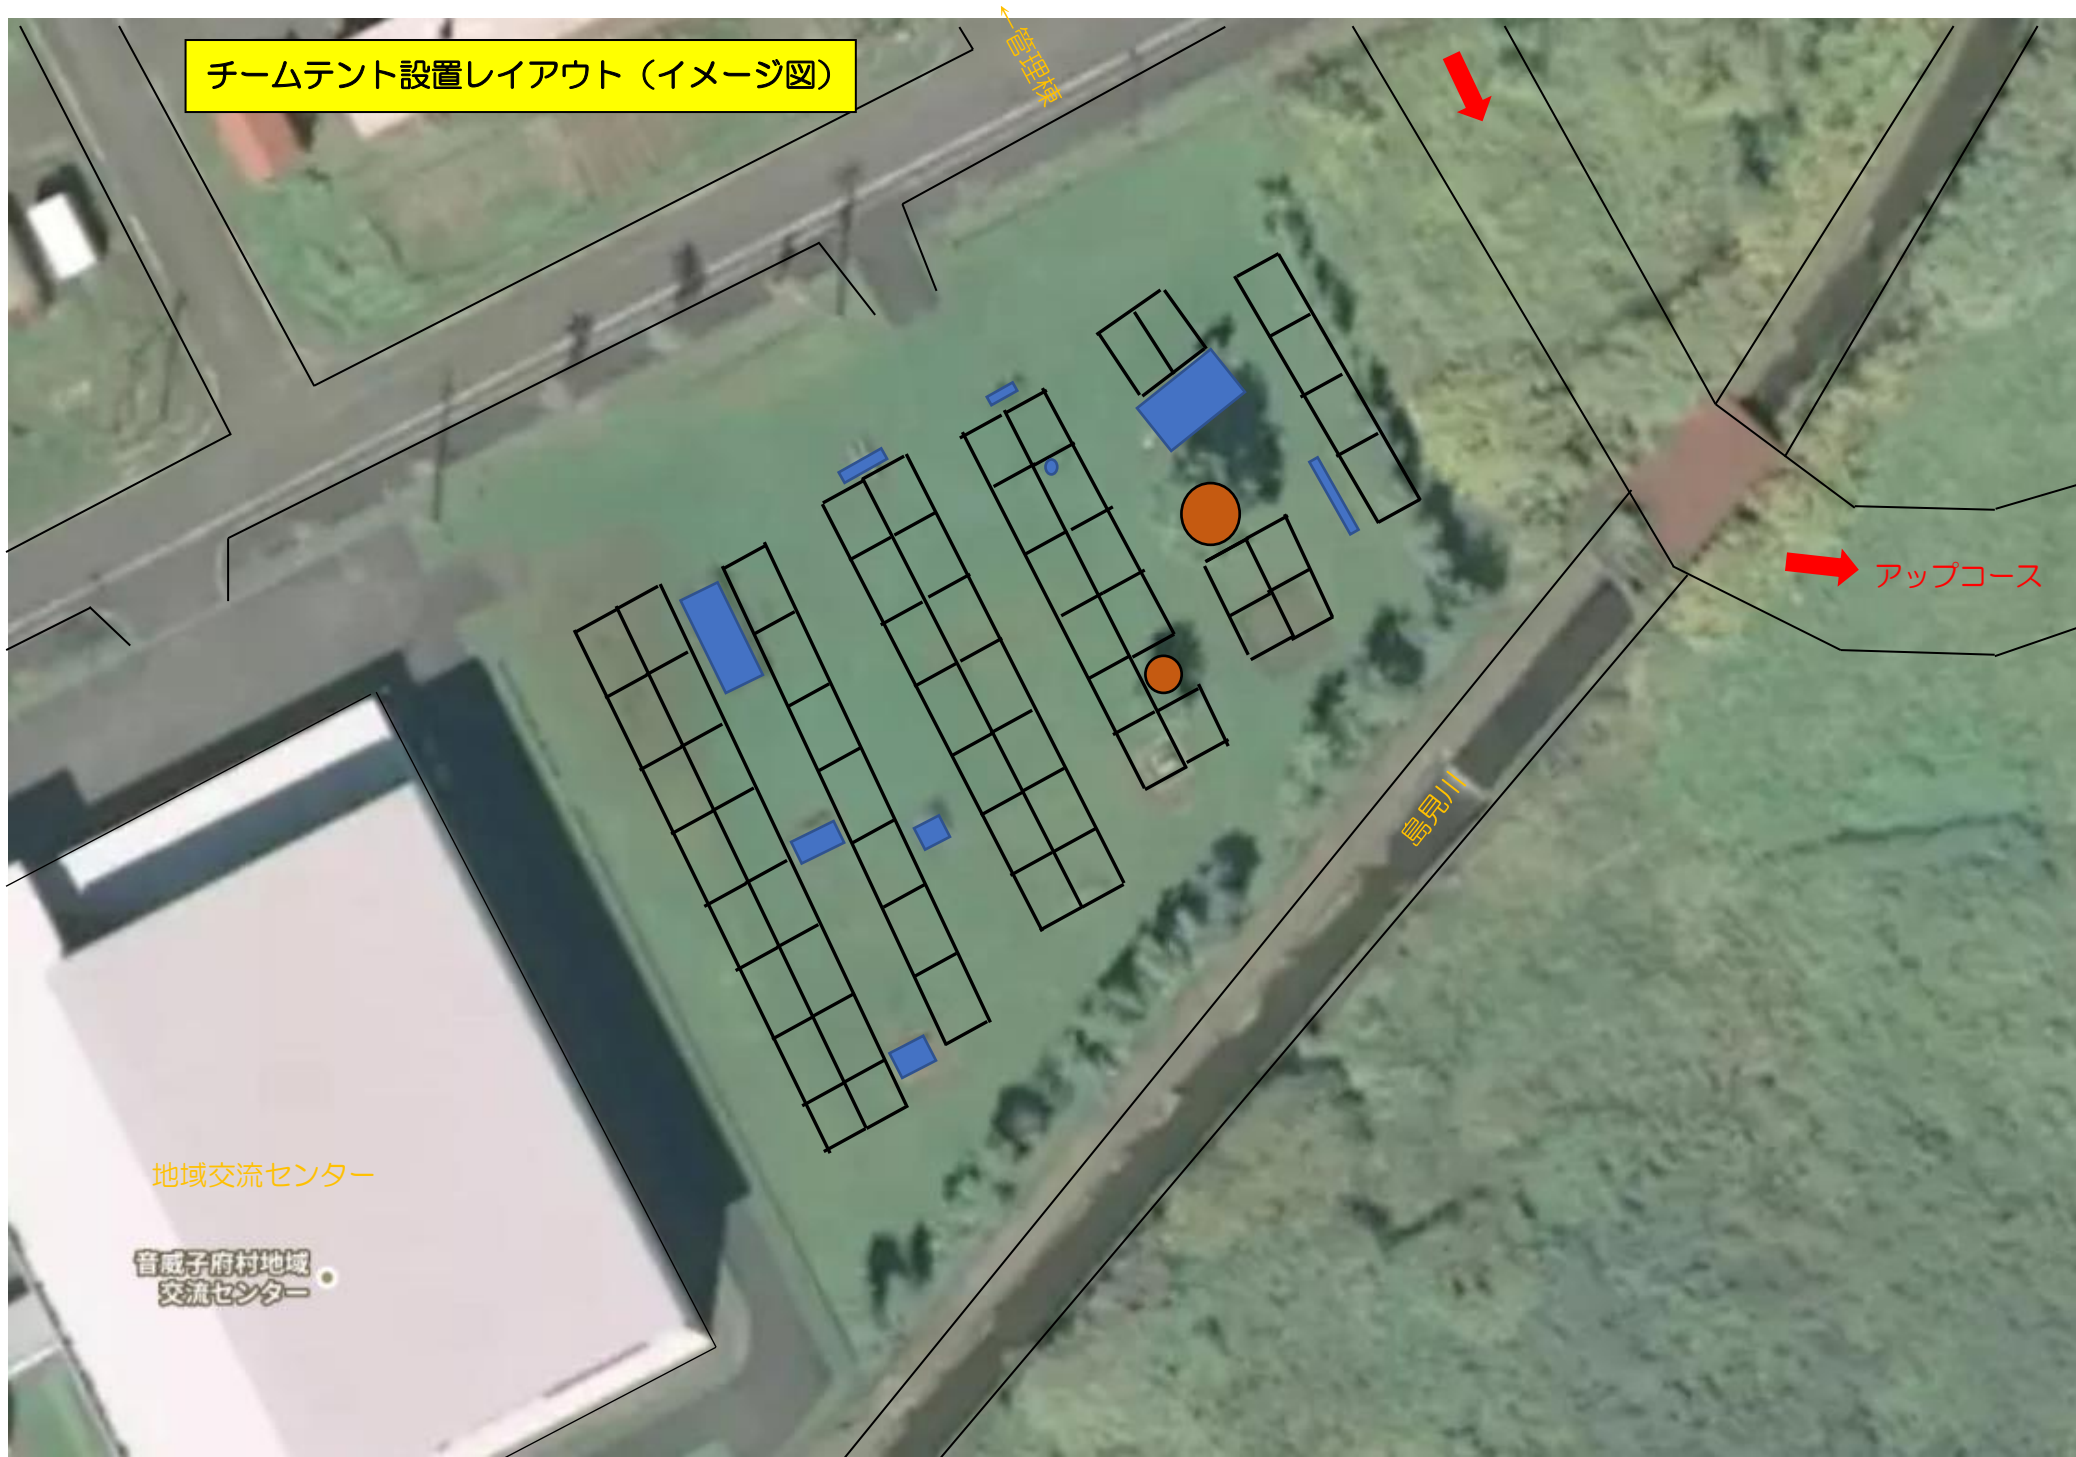 チームテント設置レイアウト（イメージ図）
←管理棟
アップコース
島見川
地域交流センター
音威子府村地域
交流センター